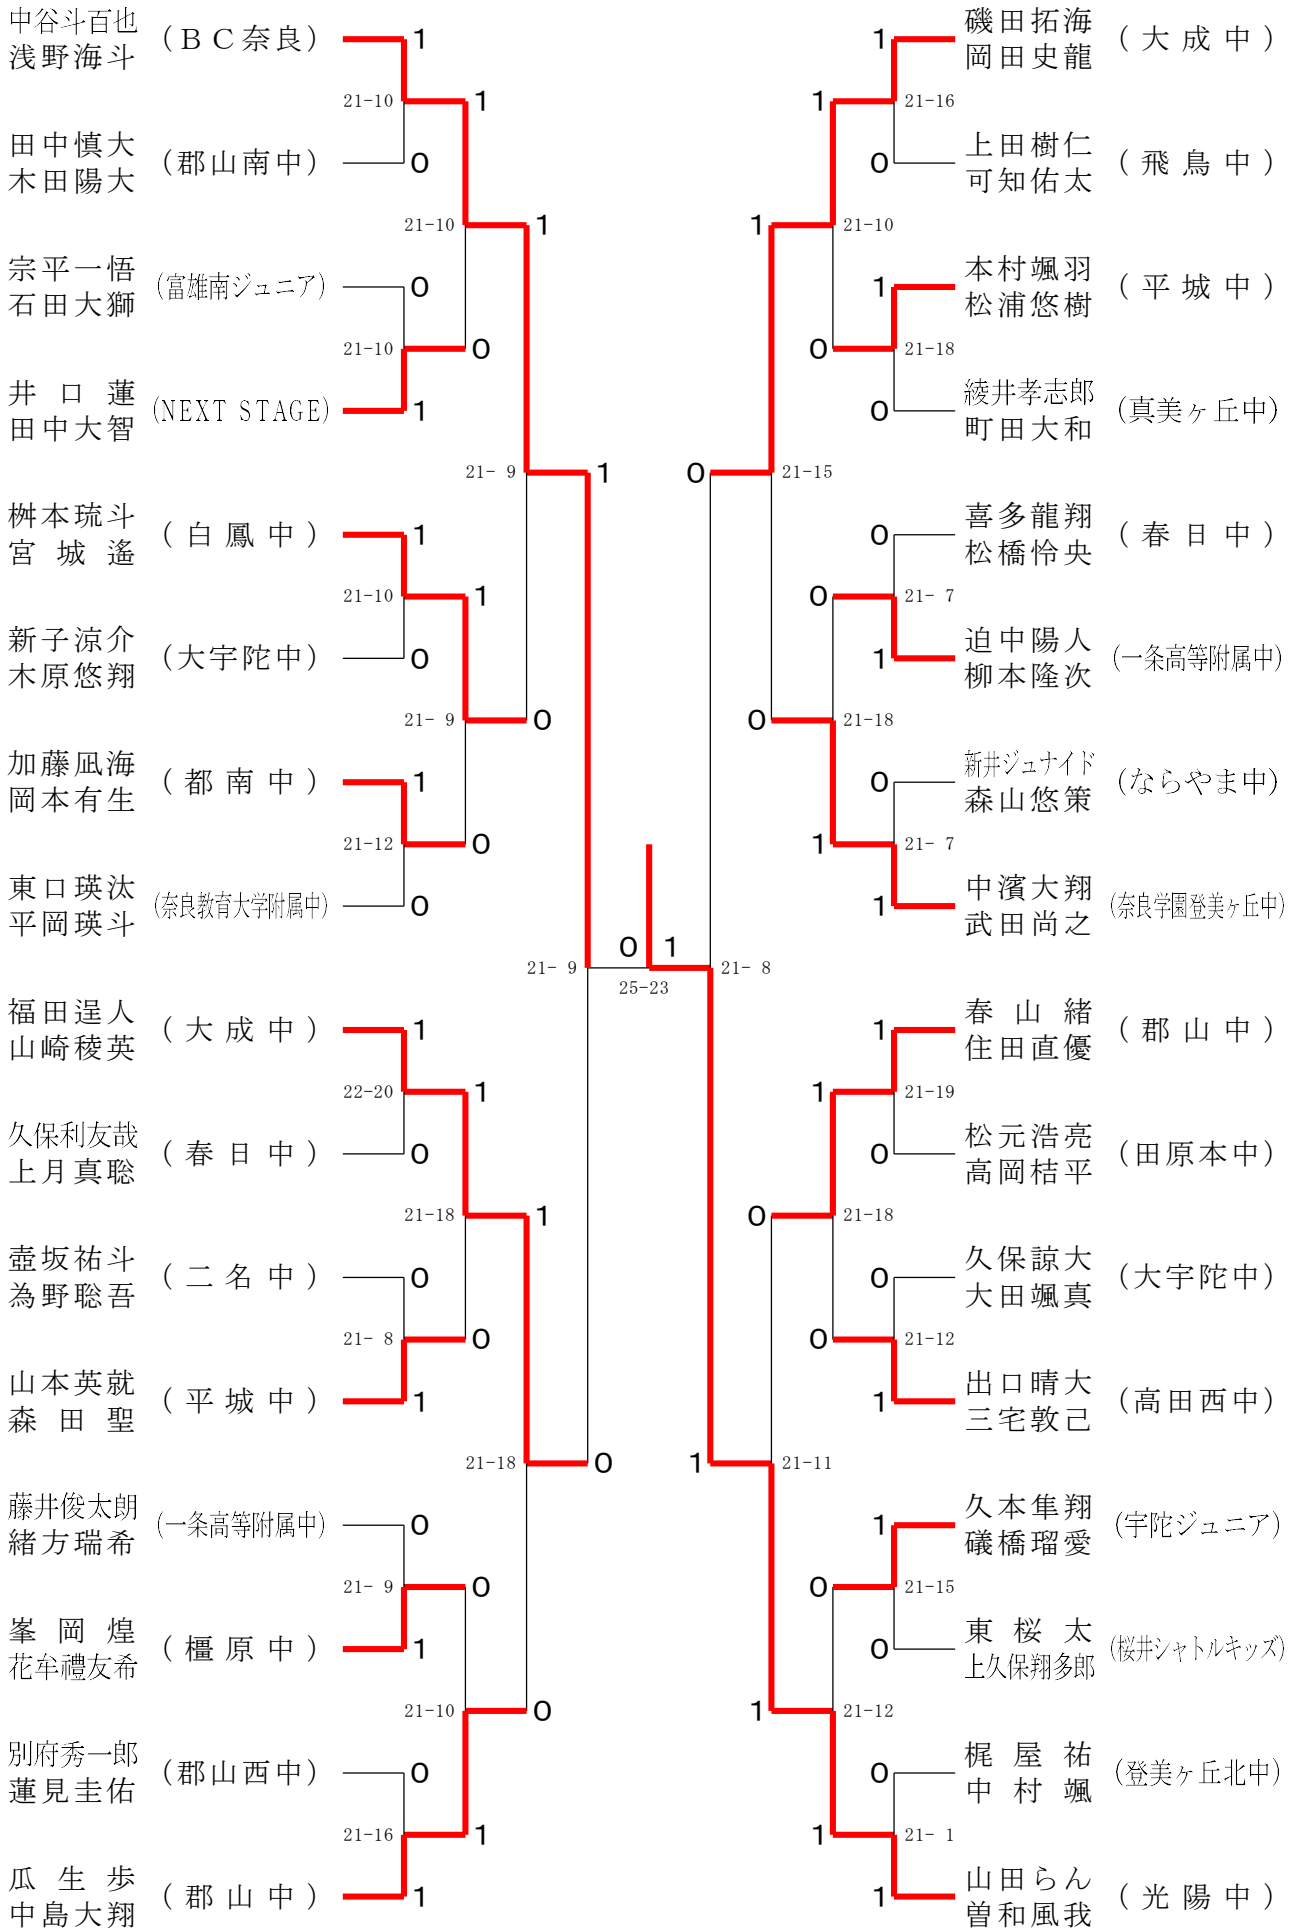 中谷斗百也
浅野海斗
(ＢＣ奈良)
1
21-10
1
田中慎大
木田陽大
(郡山南中)
0
21-10
1
宗平一悟
石田大獅
(富雄南ジュニア)
0
21-10
0
井口蓮
田中大智
(NEXT STAGE)
1
21- 9
1
桝本琉斗
宮城遙
(白鳳中)
1
21-10
1
新子涼介
木原悠翔
(大宇陀中)
0
21- 9
0
加藤凪海
岡本有生
(都南中)
1
21-12
0
東口瑛汰
平岡瑛斗
(奈良教育大学附属中)
0
21- 9
0
1
25-23
福田逞人
山崎稜英
(大成中)
1
22-20
1
久保利友哉
上月真聡
(春日中)
0
21-18
1
壺坂祐斗
為野聡吾
(二名中)
0
21- 8
0
山本英就
森田聖
(平城中)
1
21-18
0
藤井俊太朗
緒方瑞希
(一条高等附属中)
0
21- 9
0
峯岡煌
花牟禮友希
(橿原中)
1
21-10
0
別府秀一郎
蓮見圭佑
(郡山西中)
0
21-16
1
瓜生歩
中島大翔
(郡山中)
1
1
磯田拓海
岡田史龍
(大成中)
1
21-16
0
上田樹仁
可知佑太
(飛鳥中)
1
21-10
1
本村颯羽
松浦悠樹
(平城中)
0
21-18
0
綾井孝志郎
町田大和
(真美ヶ丘中)
0
21-15
0
喜多龍翔
松橋怜央
(春日中)
0
21- 7
1
迫中陽人
柳本隆次
(一条高等附属中)
0
21-18
0
新井ジュナイド
森山悠策
(ならやま中)
1
21- 7
1
中濱大翔
武田尚之
(奈良学園登美ヶ丘中)
21- 8
1
春山緒
住田直優
(郡山中)
1
21-19
0
松元浩亮
高岡桔平
(田原本中)
0
21-18
0
久保諒大
大田颯真
(大宇陀中)
0
21-12
1
出口晴大
三宅敦己
(高田西中)
1
21-11
1
久本隼翔
礒橋瑠愛
(宇陀ジュニア)
0
21-15
0
東桜太
上久保翔多郎
(桜井シャトルキッズ)
1
21-12
0
梶屋祐
中村颯
(登美ヶ丘北中)
1
21- 1
1
山田らん
曽和風我
(光陽中)